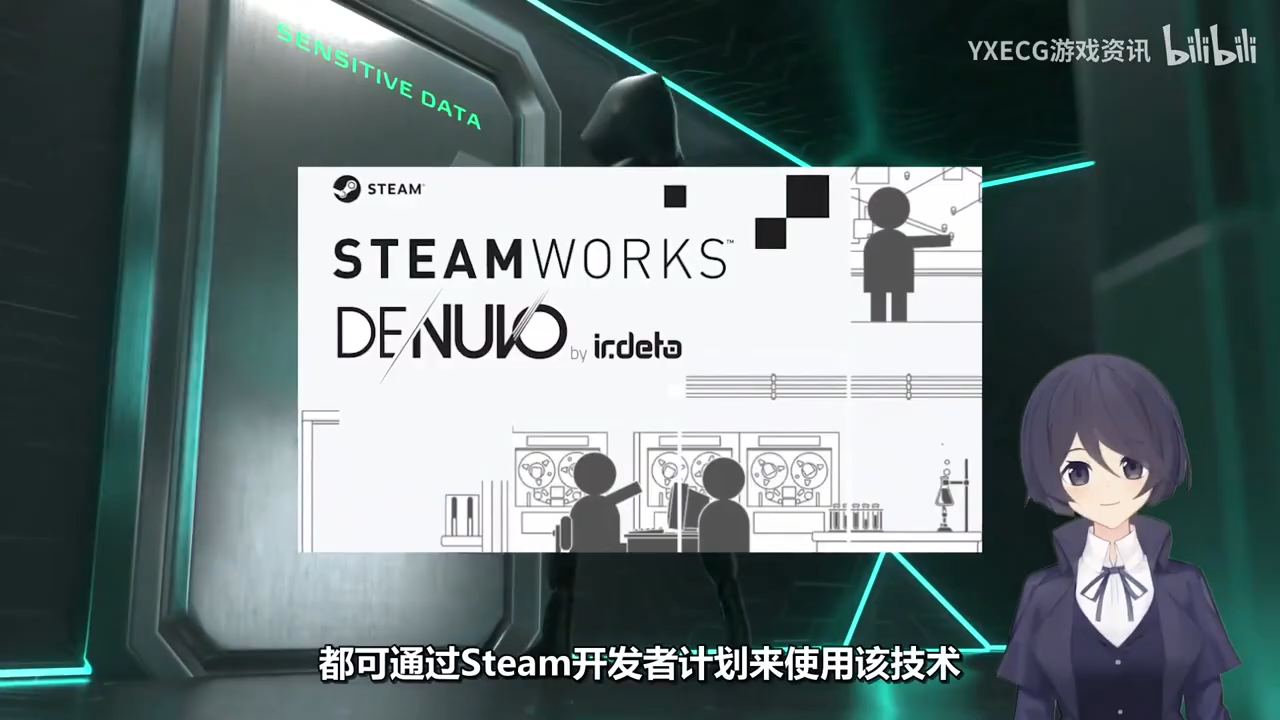 SENSITIVE DATA
YXECG游戏资讯 bilibili
STEAM
STEAMWORKS™
DENUVO by irdeto
都可通过Steam开发者计划来使用该技术